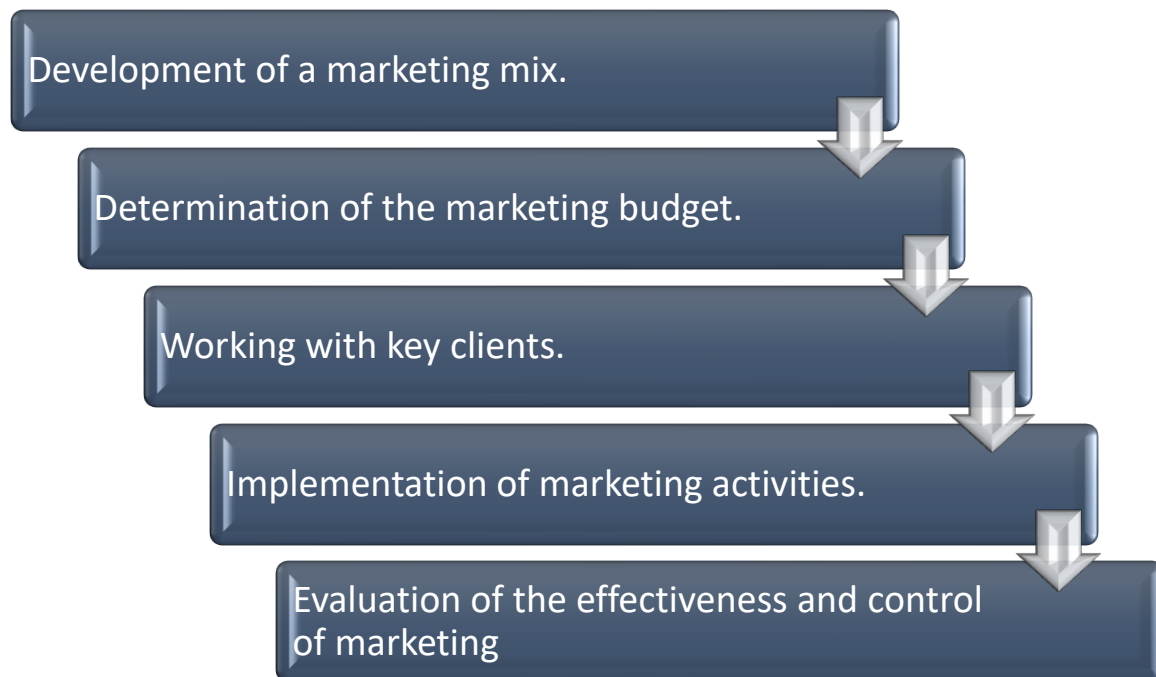 Development of a marketing mix.
Determination of the marketing budget.
Working with key clients.
Implementation of marketing activities.
Evaluation of the effectiveness and control
of marketing